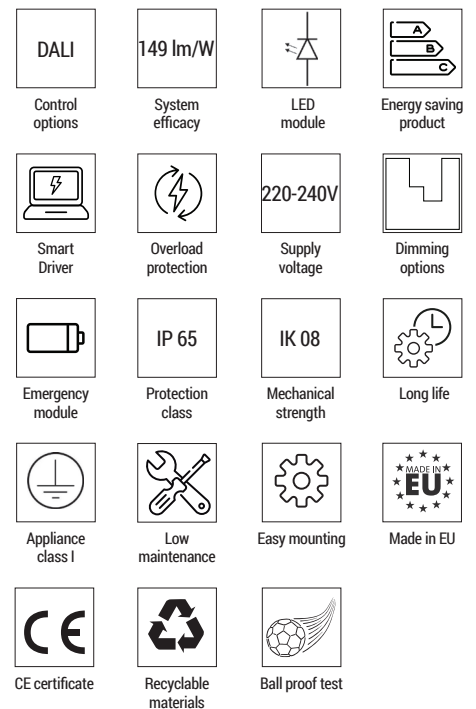 DALI
149 lm/W
A
B
C
Control
options
System
efficacy
LED
module
Energy saving
product
220-240V
Smart
Driver
Overload
protection
Supply
voltage
Dimming
options
IP 65
IK 08
Emergency
module
Protection
class
Mechanical
strength
Long life
MADE IN
EU
Appliance
class I
Low
maintenance
Easy mounting
Made in EU
CE
CE certificate
Recyclable
materials
Ball proof test